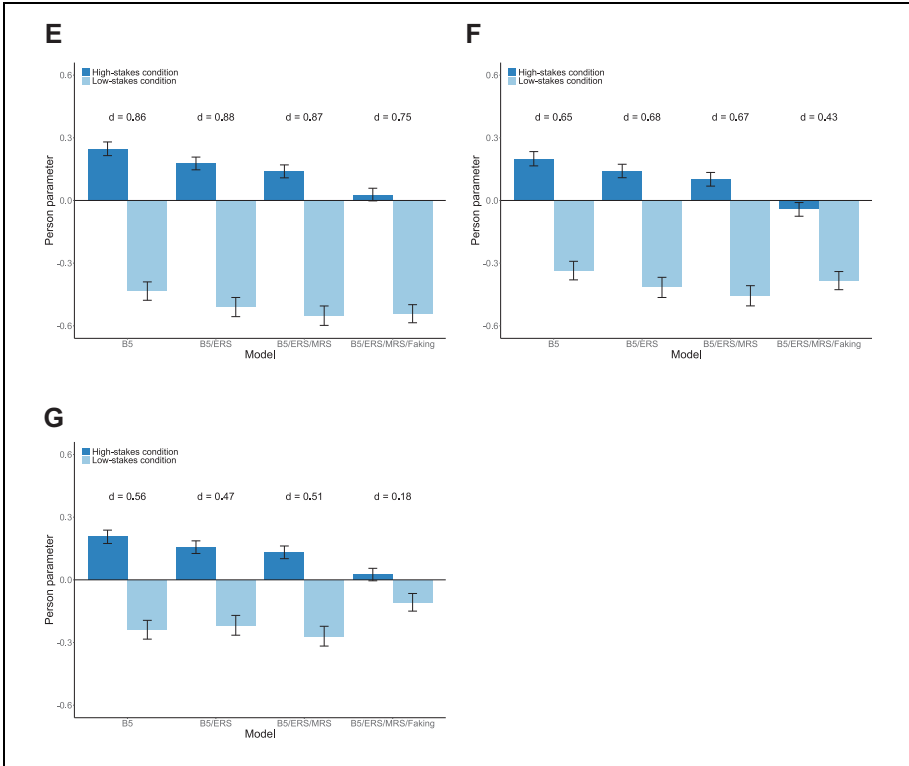 E
High-stakes condition
Low-stakes condition
0.6
d = 0.86 d = 0.88 d = 0.87 d = 0.75
0.3
0.0
-0.3
-0.6
Person parameter
B5 B5/ERS B5/ERS/MRS B5/ERS/MRS/Faking
Model
F
High-stakes condition
Low-stakes condition
0.6
d = 0.65 d = 0.68 d = 0.67 d = 0.43
0.3
0.0
-0.3
-0.6
Person parameter
B5 B5/ERS B5/ERS/MRS B5/ERS/MRS/Faking
Model
G
High-stakes condition
Low-stakes condition
0.6
d = 0.56 d = 0.47 d = 0.51 d = 0.18
0.3
0.0
-0.3
-0.6
Person parameter
B5 B5/ERS B5/ERS/MRS B5/ERS/MRS/Faking
Model